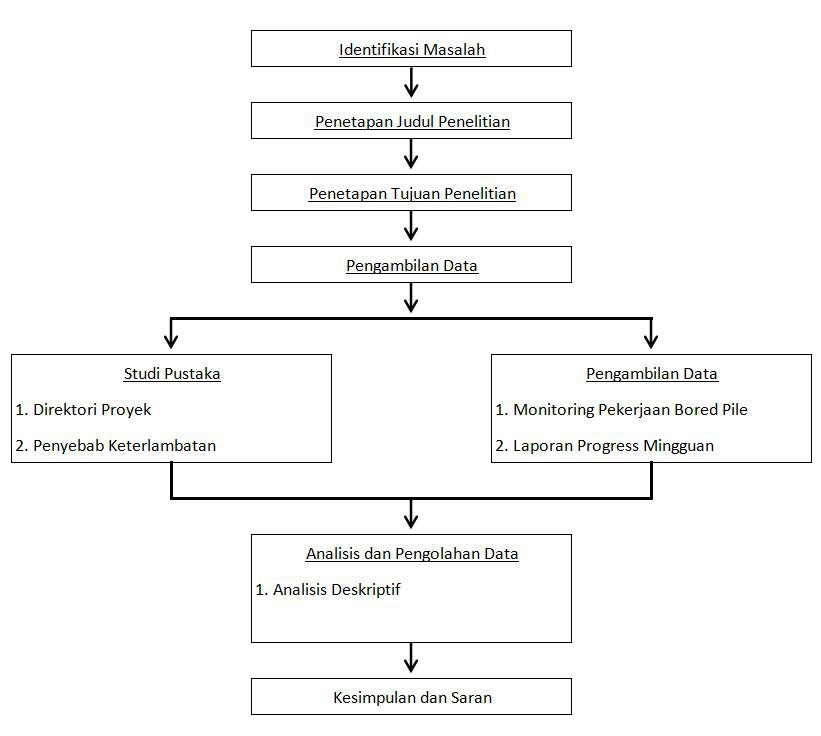 Identifikasi Masalah
Penetapan Judul Penelitian
Penetapan Tujuan Penelitian
Pengambilan Data
Studi Pustaka
1. Direktori Proyek
2. Penyebab Keterlambatan
Pengambilan Data
1. Monitoring Pekerjaan Bored Pile
2. Laporan Progress Mingguan
Analisis dan Pengolahan Data
1. Analisis Deskriptif
Kesimpulan dan Saran